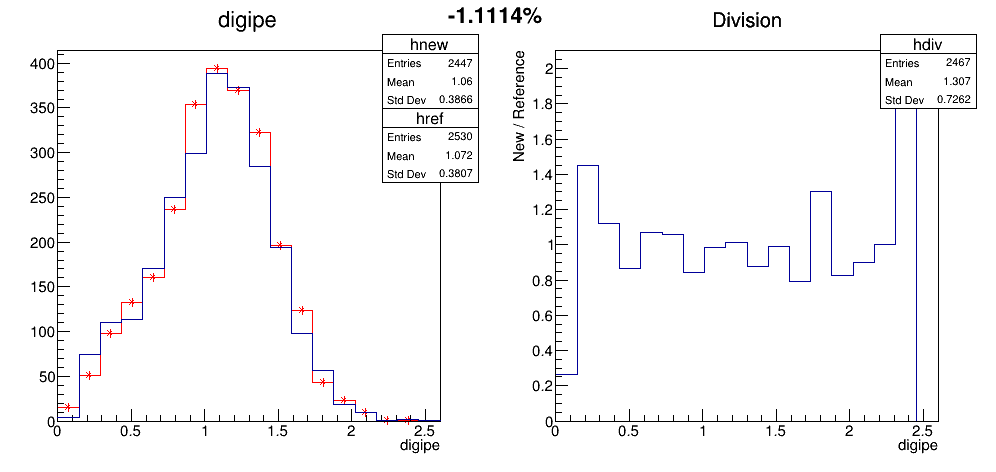 -1.1114%
digipe
hnew
Entries 2447
Mean 1.06
Std Dev 0.3866
href
Entries 2530
Mean 1.072
Std Dev 0.3807
400
350
300
250
200
150
100
50
0
0 0.5 1 1.5 2 2.5
digipe
Division
hdiv
Entries 2467
Mean 1.307
Std Dev 0.7262
New / Reference
2
1.8
1.6
1.4
1.2
1
0.8
0.6
0.4
0.2
0
0 0.5 1 1.5 2 2.5
digipe